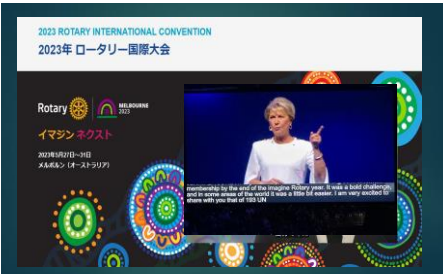 2023 ROTARY INTERNATIONAL CONVENTION
2023年 ロータリー国際大会
Rotary
MELBOURNE
2023
イマジン ネクスト
2023年5月27日~31日
メルボルン(オーストラリア)
membership by the end of the imagine Rotary year. It was a bold challenge,
and in some areas of the world it was a little bit easier. I am vary excited to
share with you that of 193 UN